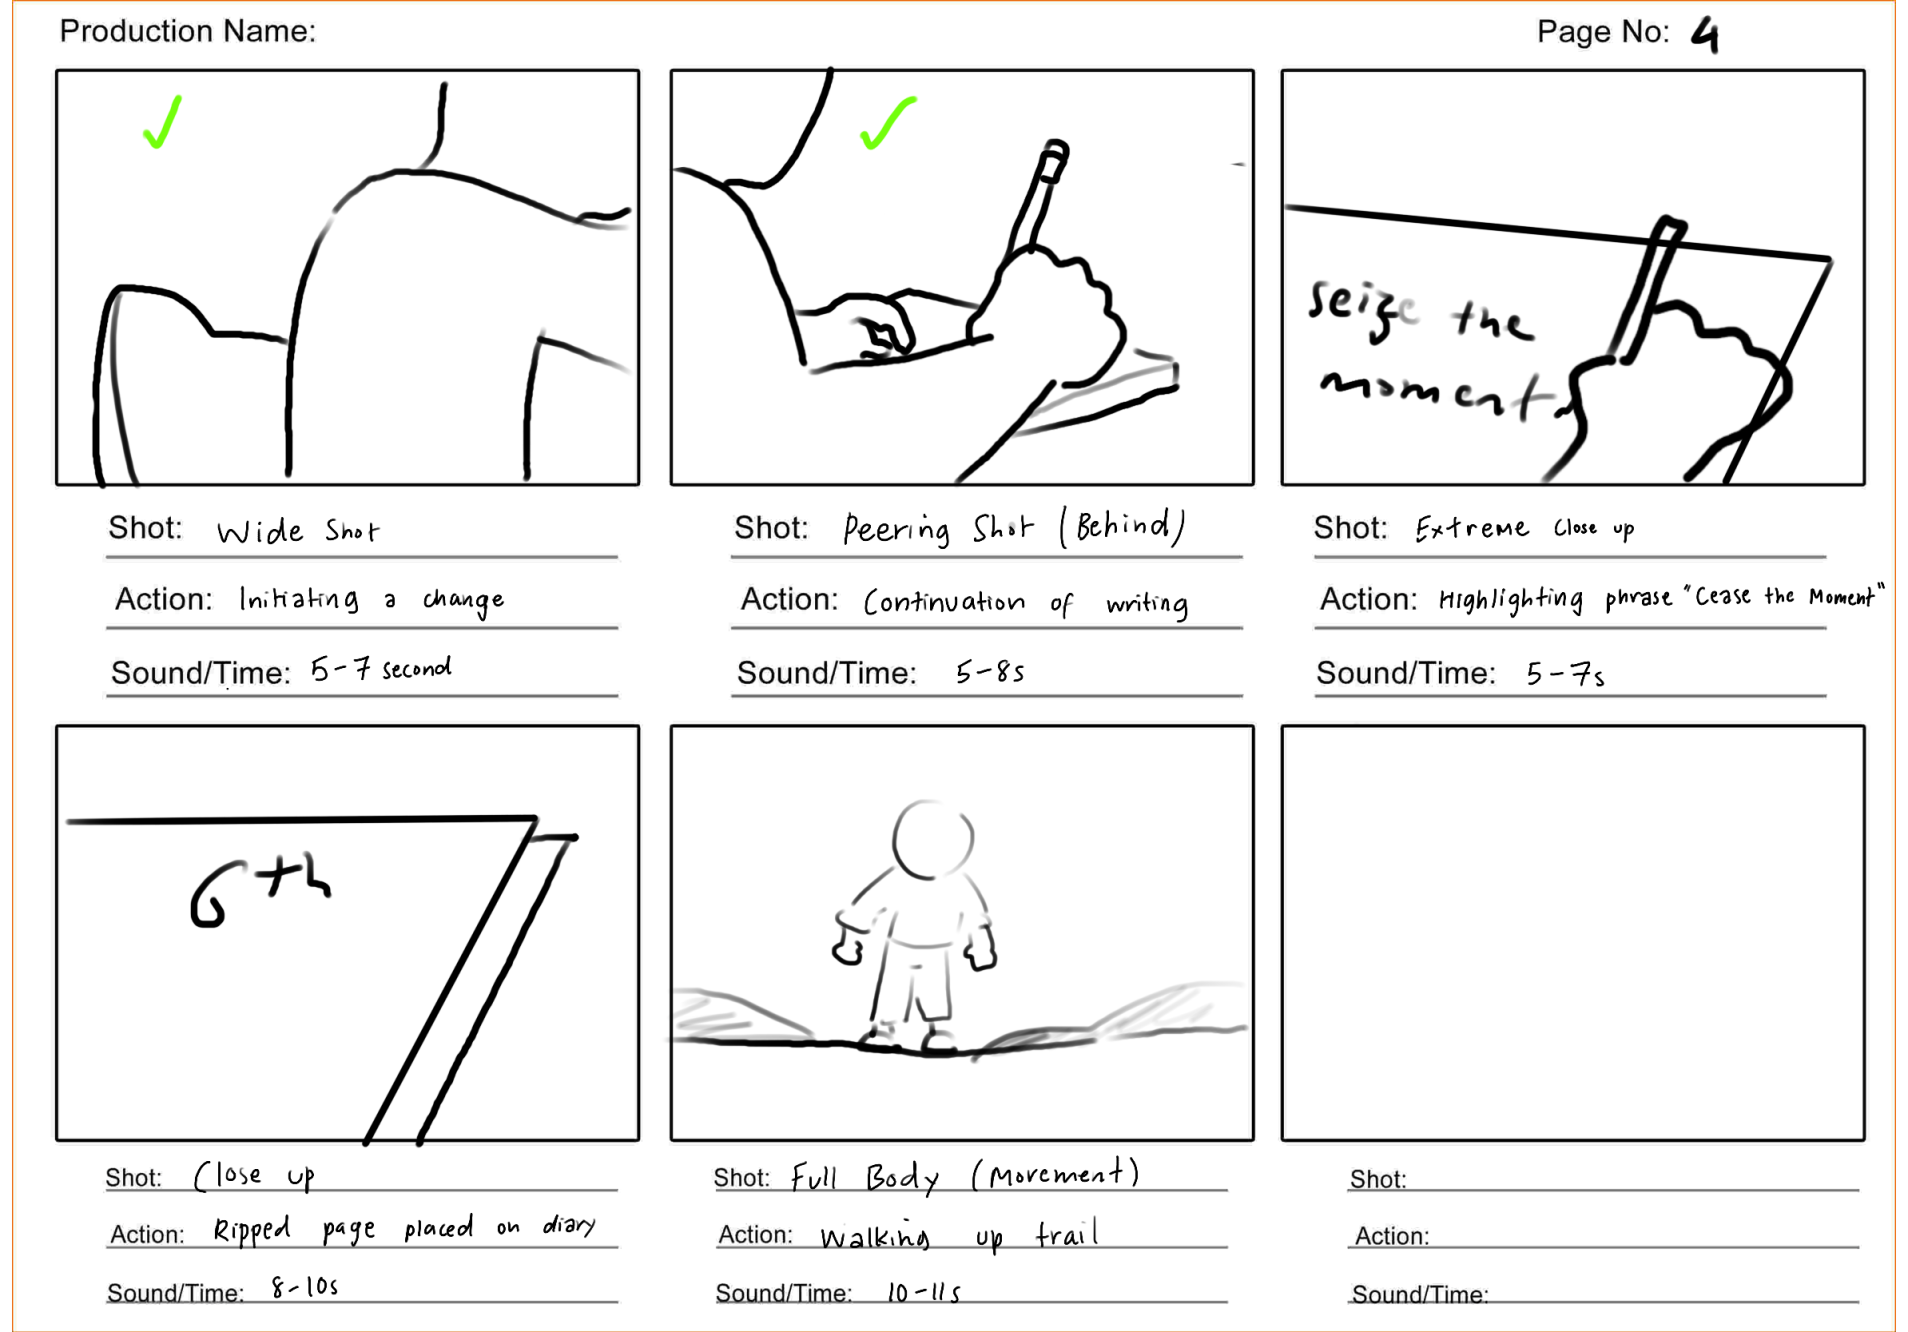 Production Name:
Page No: 4
seize the
moment
Shot: Wide Shot
Action: Initiating a change
Sound/Time: 5-7 second
Shot: Peering Shot (Behind)
Action: Continuation of writing
Sound/Time: 5-8s
Shot: Extreme Close up
Action: Highlighting phrase "Cease the Moment"
Sound/Time: 5-7s
6th
Shot: Close up
Action: Ripped page placed on diary
Sound/Time: 8-10s
Shot: Full Body (Movement)
Action: Walking up trail
Sound/Time: 10-11s
Shot:
Action:
Sound/Time: